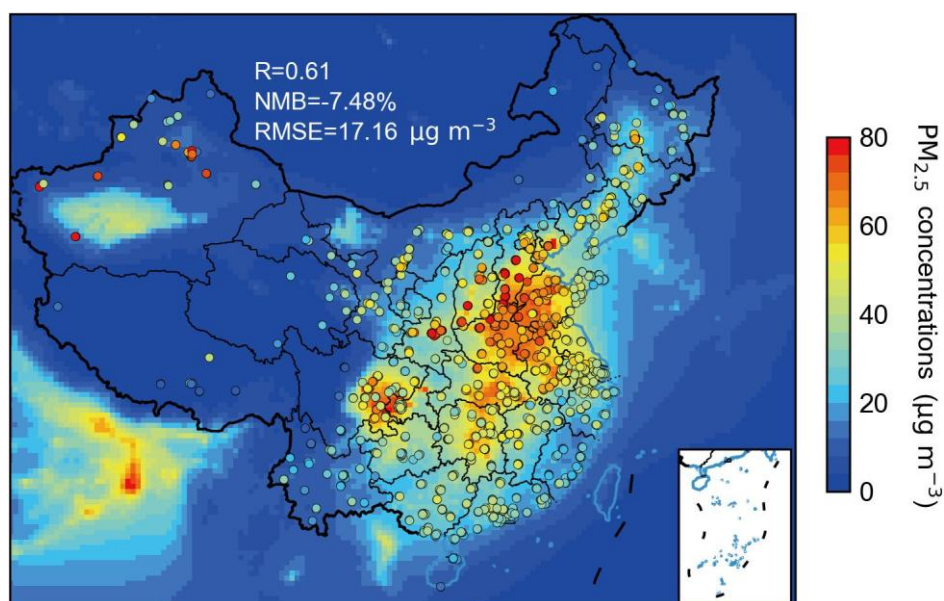 R=0.61
NMB=-7.48%
RMSE=17.16 μg m⁻³
80
60
40
20
0
PM₂.₅ concentrations (μg m⁻³)